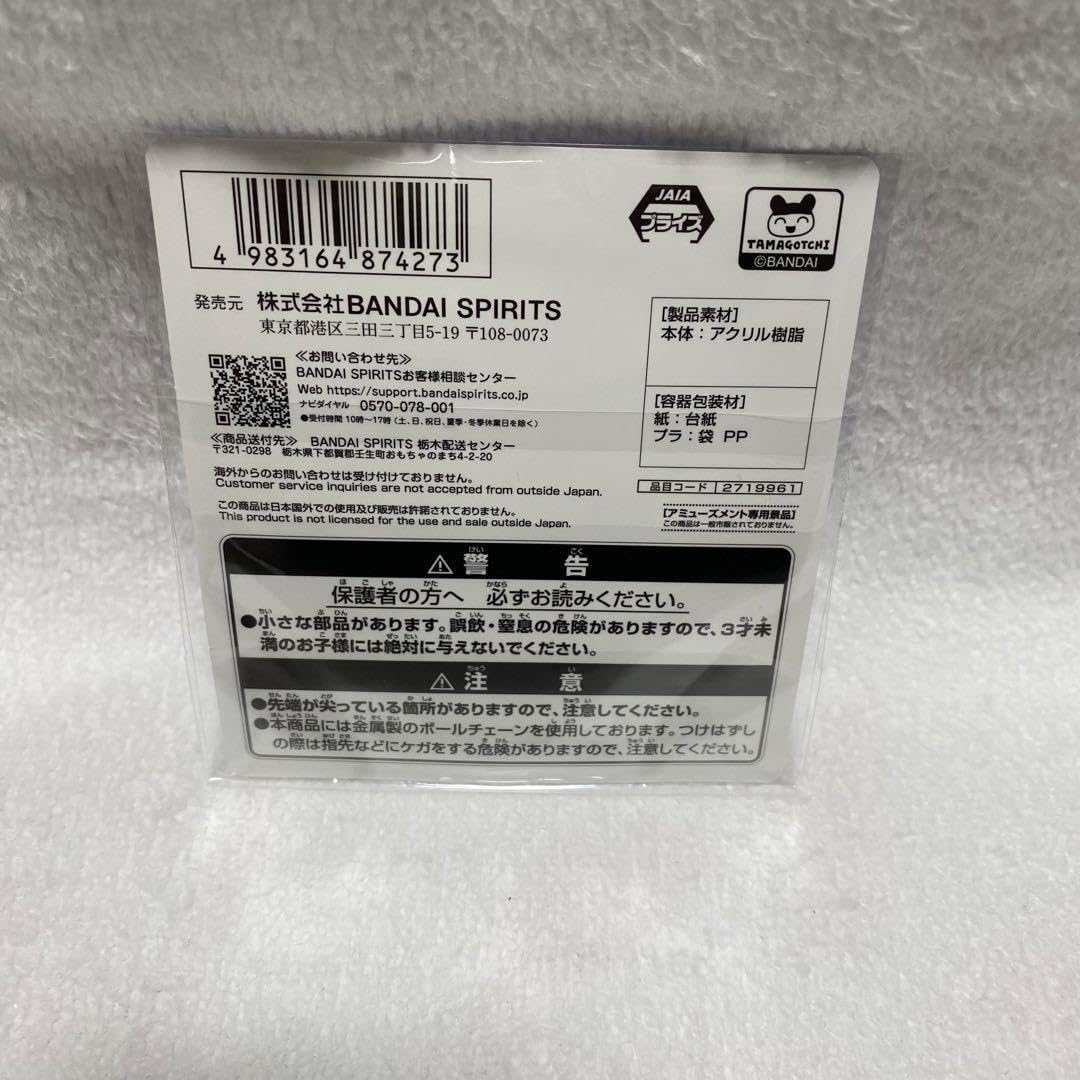 4 983164 874273
JAIA
プライズ
TAMAGOTCHI
©BANDAI
発売元 株式会社BANDAI SPIRITS
東京都港区三田三丁目5-19 〒108-0073
≪お問い合わせ先≫
BANDAI SPIRITSお客様相談センター
Web https://support.bandaispirits.co.jp
ナビダイヤル 0570-078-001
●受付時間 10時〜17時（土、日、祝日、夏季・冬季休業日を除く）
≪商品送付先≫ BANDAI SPIRITS 栃木配送センター
〒321-0298 栃木県下都賀郡壬生町おもちゃのまち4-2-20
海外からのお問い合わせは受け付けておりません。
Customer service inquiries are not accepted from outside Japan.
この商品は日本国外での使用及び販売は許諾されておりません。
This product is not licensed for the use and sale outside Japan.
[製品素材]
本体：アクリル樹脂
[容器包装材]
紙：台紙
プラ：袋 PP
品目コード 2719961
[アミューズメント専用景品]
この商品は一般市販されておりません。
⚠警告
保護者の方へ 必ずお読みください。
●小さな部品があります。誤飲・窒息の危険がありますので、3才未
満のお子様には絶対に与えないでください。
⚠注意
●先端が尖っている箇所がありますので、注意してください。
●本商品には金属製のボールチェーンを使用しております。つけはずし
の際は指先などにケガをする危険がありますので、注意してください。